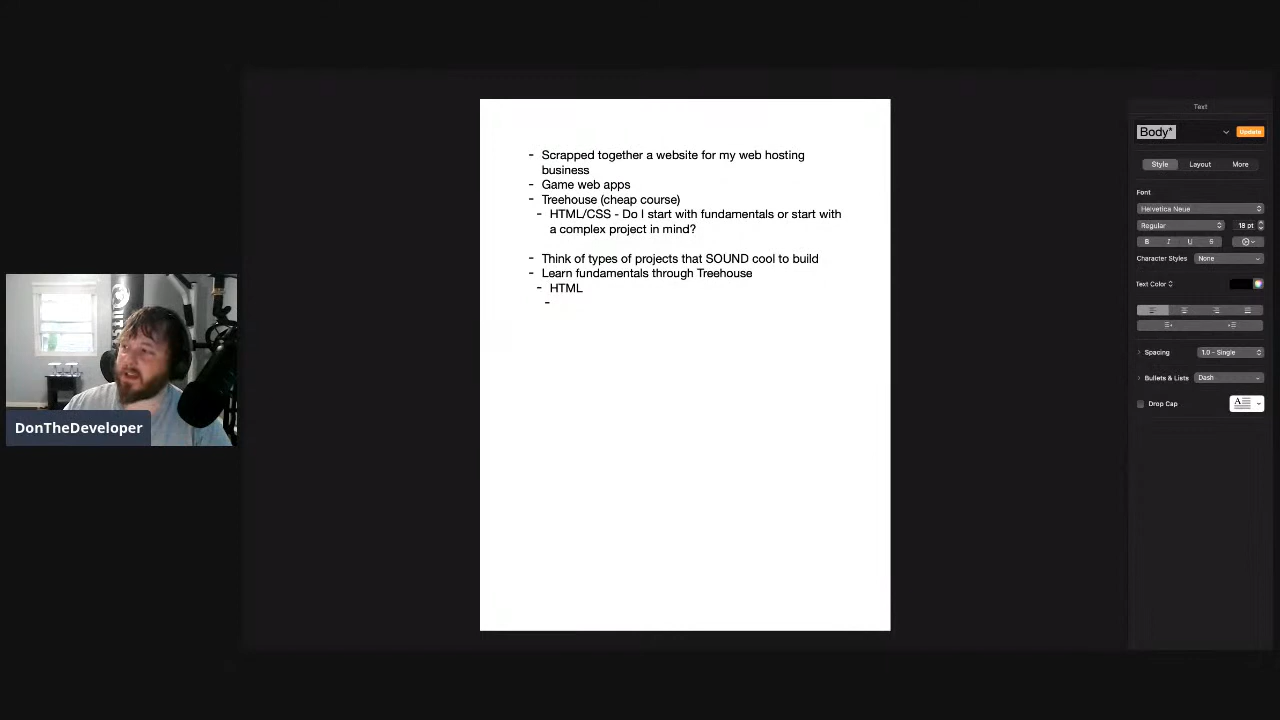 Text
Body*
Update
- Scrapped together a website for my web hosting
business
Style
Layout
More
- Game web apps
Font
- Treehouse (cheap course)
Helvetica Neue
- HTML/CSS - Do I start with fundamentals or start with
a complex project in mind?
Regular
18 pt
B I U S
- Think of types of projects that SOUND cool to build
Character Styles
None
- Learn fundamentals through Treehouse
Text Color
- HTML
-
Spacing
1.0 - Single
Bullets & Lists
Dash
Drop Cap
DonTheDeveloper